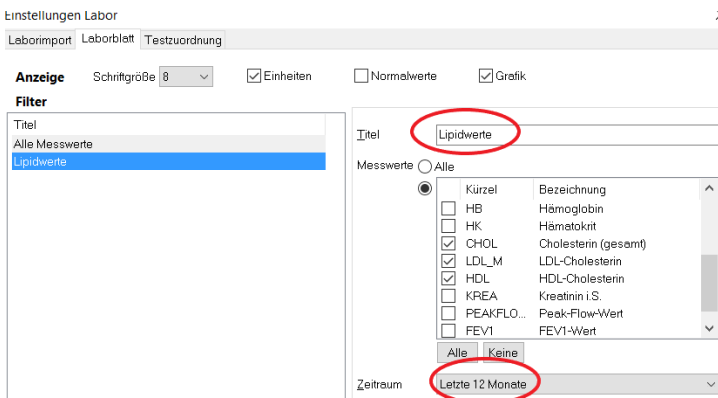 Einstellungen Labor
Laborimport Laborblatt Testzuordnung
Anzeige Schriftgröße 8 Einheiten Normalwerte Grafik
Filter
Titel
Alle Messwerte
Lipidwerte
Titel Lipidwerte
Messwerte Alle
Kürzel Bezeichnung
HB Hämoglobin
HK Hämatokrit
CHOL Cholesterin (gesamt)
LDL_M LDL-Cholesterin
HDL HDL-Cholesterin
KREA Kreatinin i.S.
PEAKFLO... Peak-Flow-Wert
FEV1 FEV1-Wert
Alle Keine
Zeitraum Letzte 12 Monate